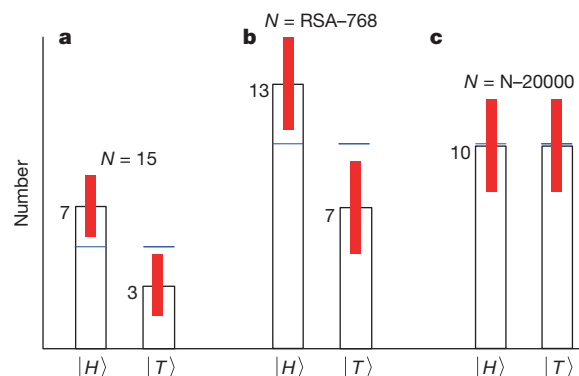 a
b
c
N = RSA–768
N = N–20000
N = 15
13
10
7
7
3
Number
|H⟩ |T⟩ |H⟩ |T⟩ |H⟩ |T⟩